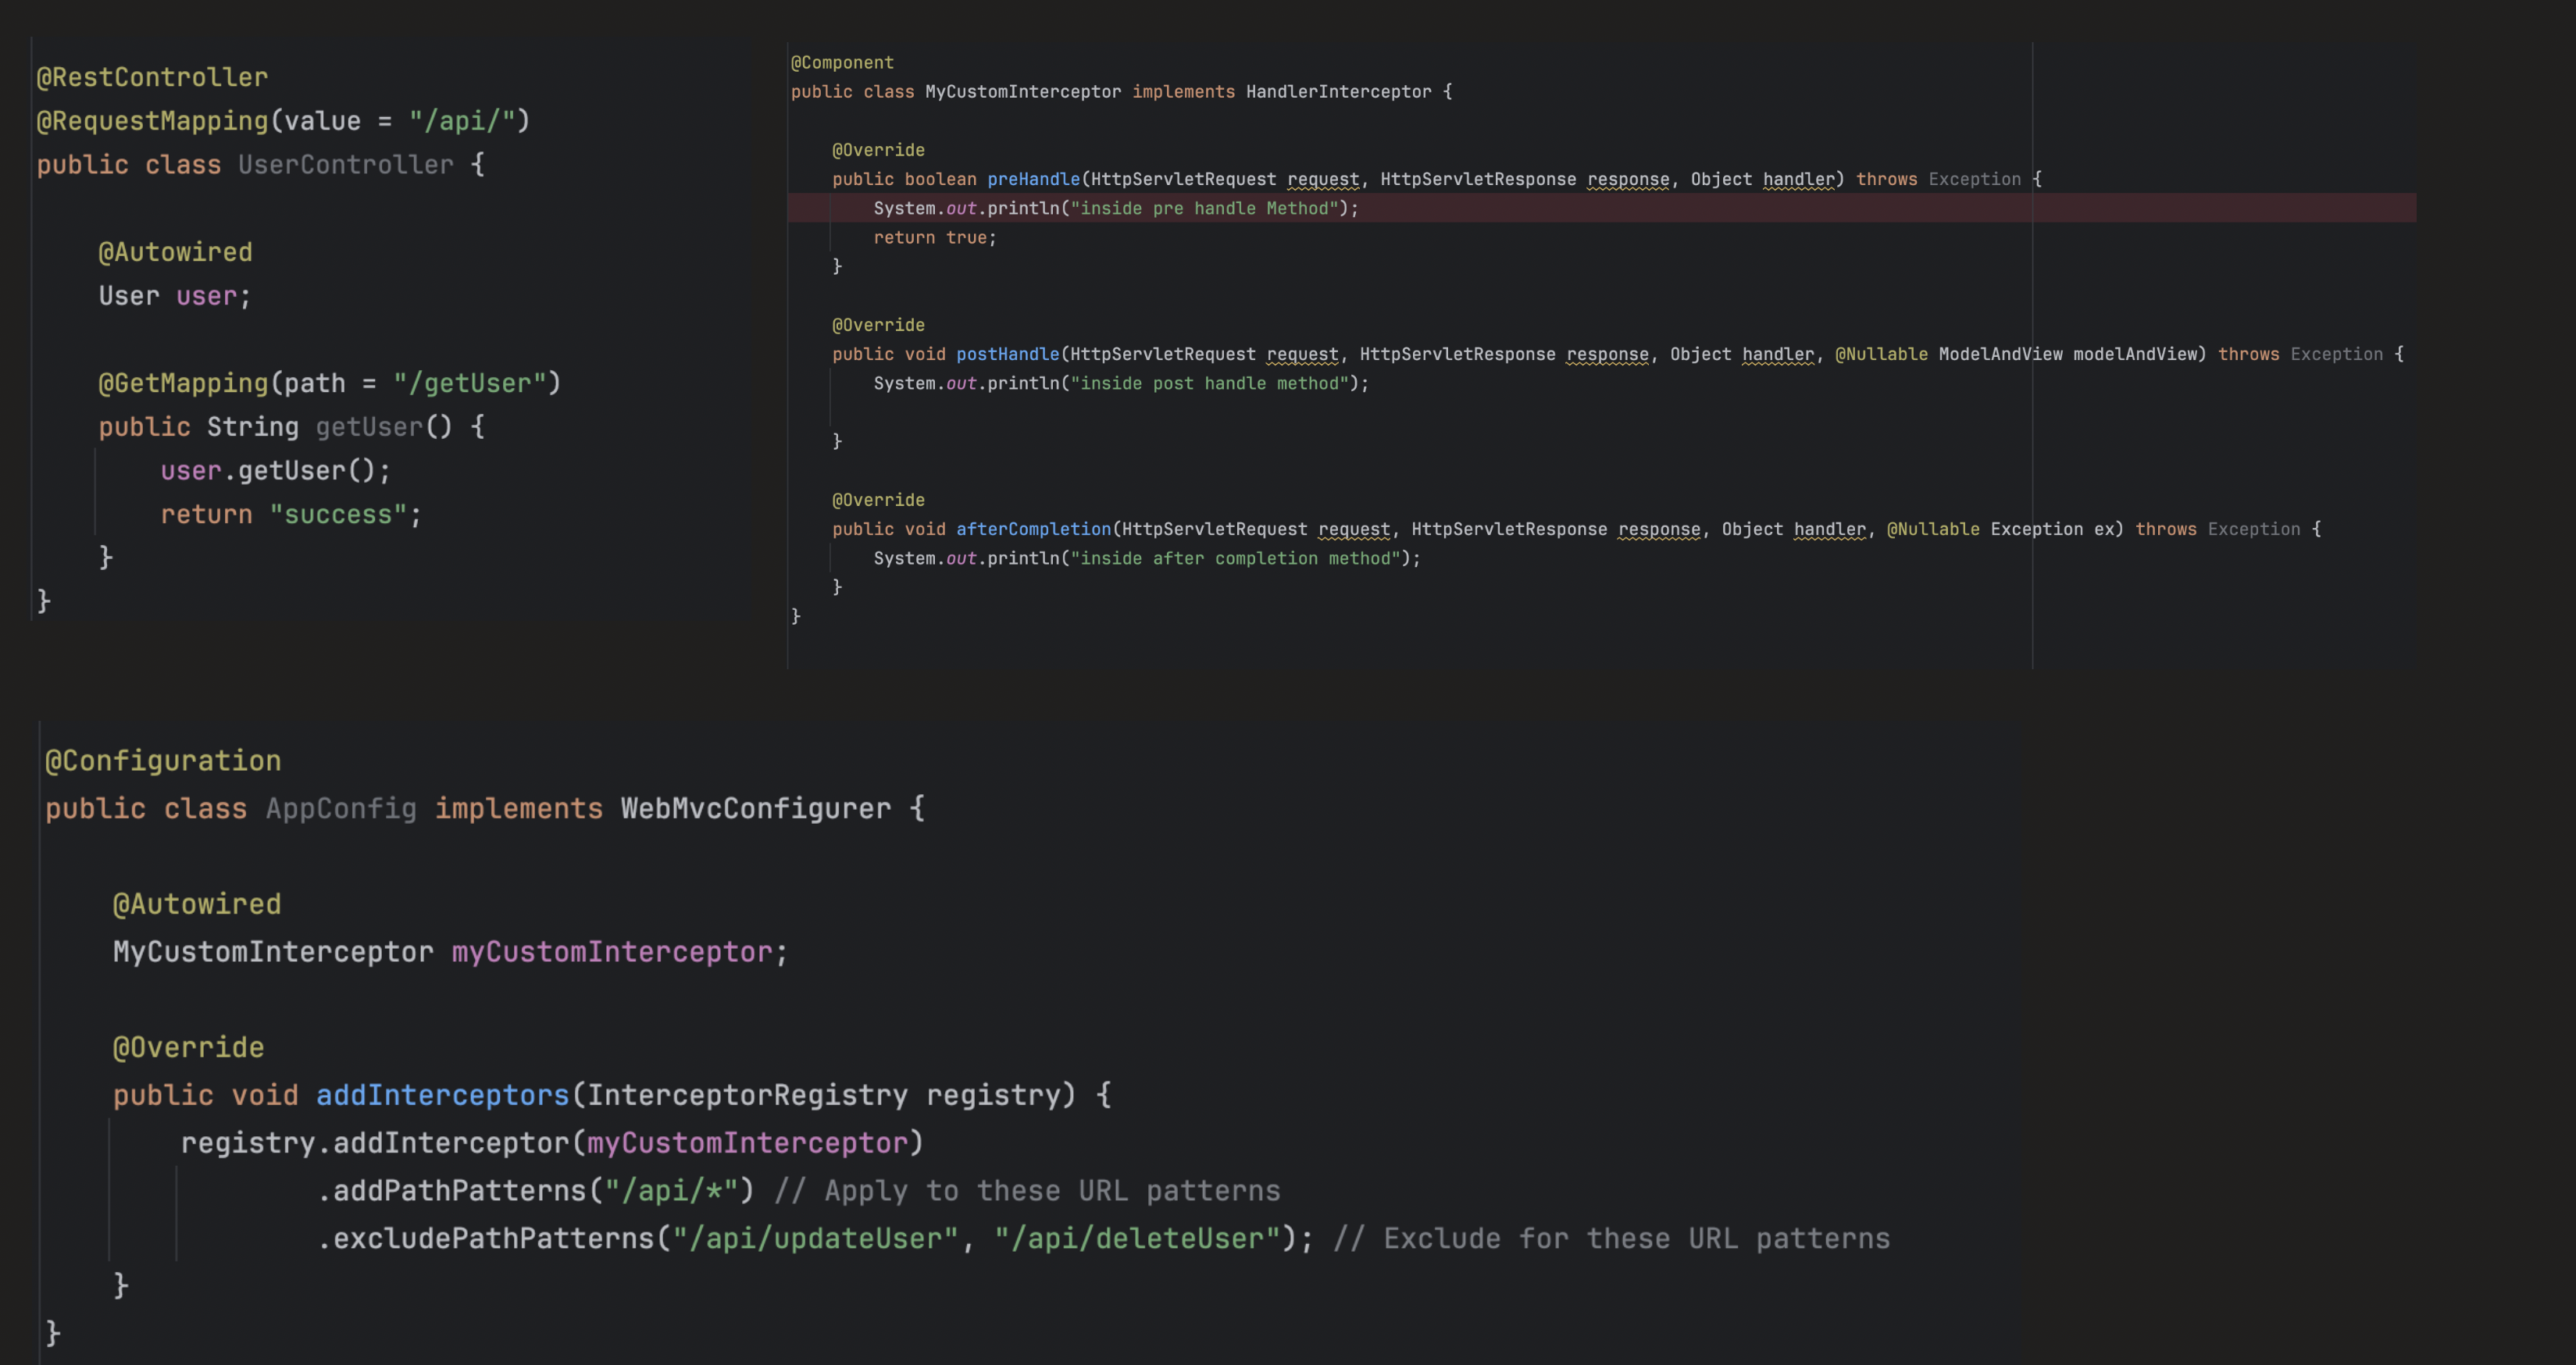 @RestController
@RequestMapping(value = "/api/")
public class UserController {
@Autowired
User user;
@GetMapping(path = "/getUser")
public String getUser() {
user.getUser();
return "success";
}
}
@Component
public class MyCustomInterceptor implements HandlerInterceptor {
@Override
public boolean preHandle(HttpServletRequest request, HttpServletResponse response, Object handler) throws Exception {
System.out.println("inside pre handle Method");
return true;
}
@Override
public void postHandle(HttpServletRequest request, HttpServletResponse response, Object handler, @Nullable ModelAndView modelAndView) throws Exception {
System.out.println("inside post handle method");
}
@Override
public void afterCompletion(HttpServletRequest request, HttpServletResponse response, Object handler, @Nullable Exception ex) throws Exception {
System.out.println("inside after completion method");
}
}
@Configuration
public class AppConfig implements WebMvcConfigurer {
@Autowired
MyCustomInterceptor myCustomInterceptor;
@Override
public void addInterceptors(InterceptorRegistry registry) {
registry.addInterceptor(myCustomInterceptor)
.addPathPatterns("/api/*") // Apply to these URL patterns
.excludePathPatterns("/api/updateUser", "/api/deleteUser"); // Exclude for these URL patterns
}
}